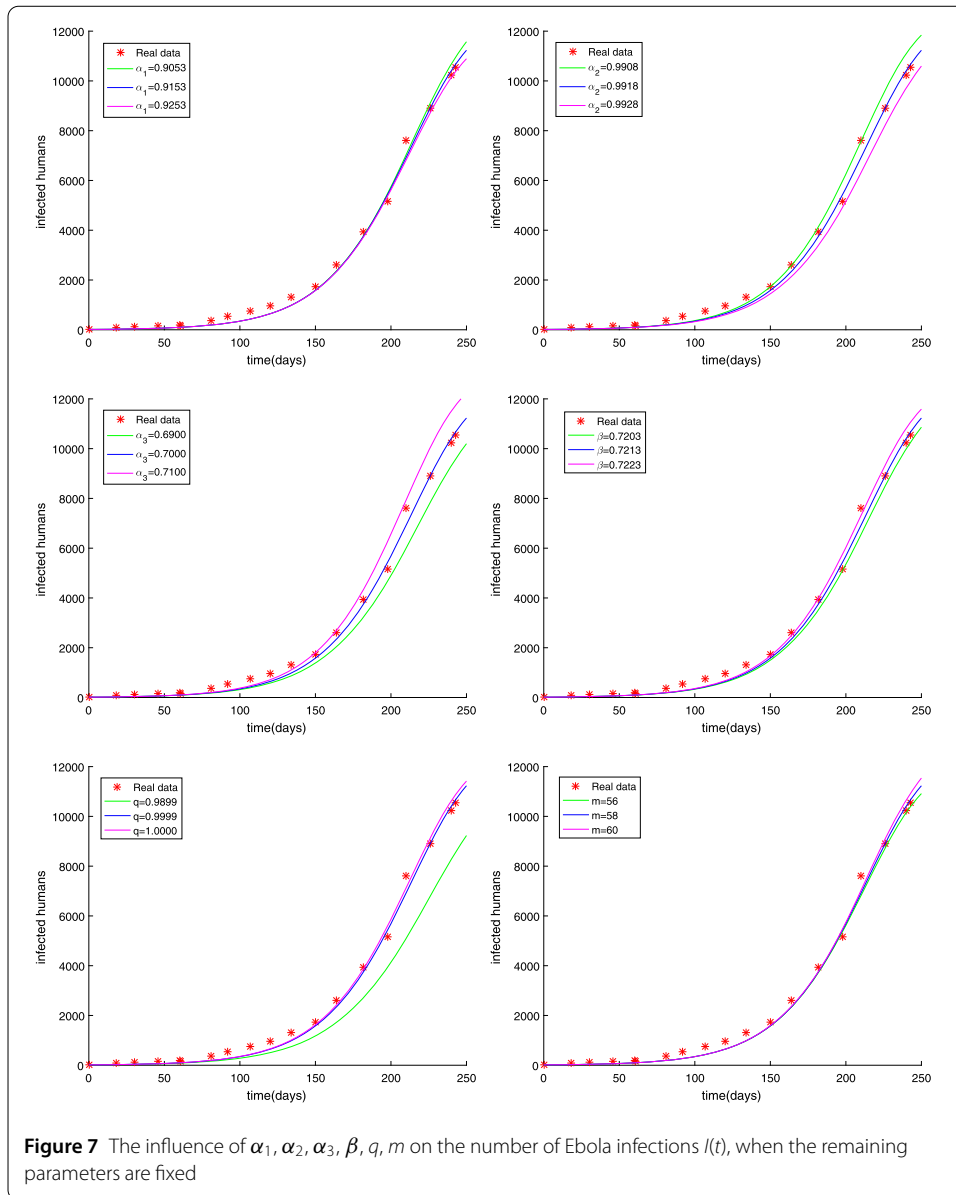 12000
10000
8000
6000
4000
2000
0
infected humans
Real data
α1=0.9053
α1=0.9153
α1=0.9253
0 50 100 150 200 250
time(days)
12000
10000
8000
6000
4000
2000
0
infected humans
Real data
α2=0.9908
α2=0.9918
α2=0.9928
0 50 100 150 200 250
time(days)
12000
10000
8000
6000
4000
2000
0
infected humans
Real data
α3=0.6900
α3=0.7000
α3=0.7100
0 50 100 150 200 250
time(days)
12000
10000
8000
6000
4000
2000
0
infected humans
Real data
β=0.7203
β=0.7213
β=0.7223
0 50 100 150 200 250
time(days)
12000
10000
8000
6000
4000
2000
0
infected humans
Real data
q=0.9899
q=0.9999
q=1.0000
0 50 100 150 200 250
time(days)
12000
10000
8000
6000
4000
2000
0
infected humans
Real data
m=56
m=58
m=60
0 50 100 150 200 250
time(days)
Figure 7 The influence of α1, α2, α3, β, q, m on the number of Ebola infections I(t), when the remaining
parameters are fixed